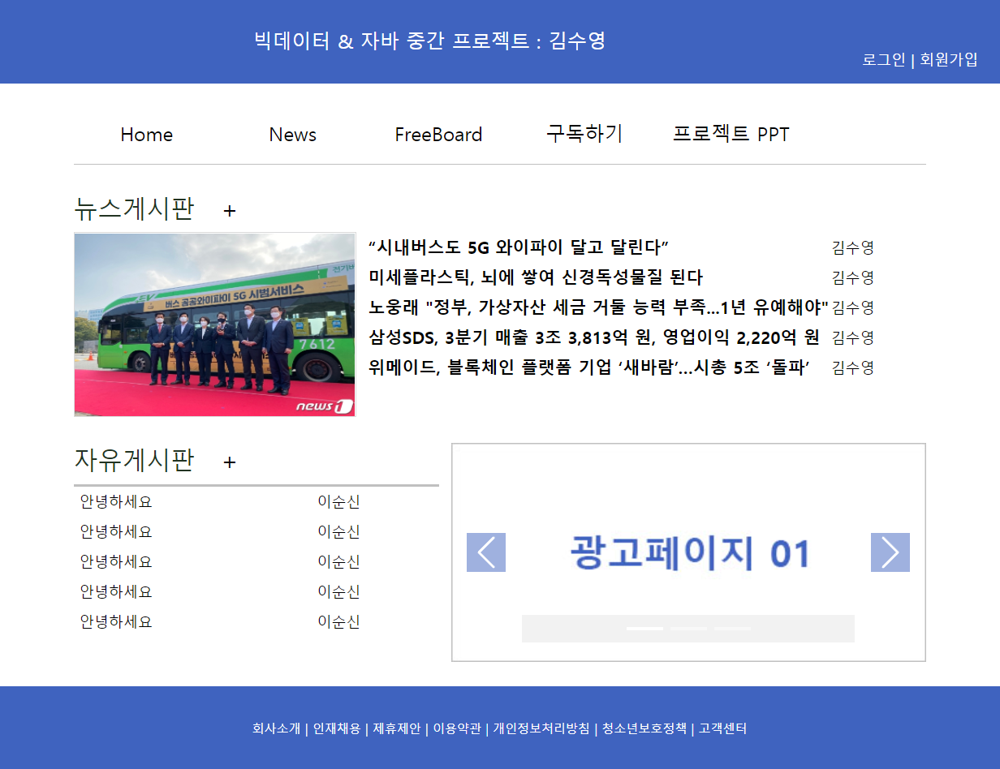 빅데이터 & 자바 중간 프로젝트 : 김수영
로그인 | 회원가입
Home News FreeBoard 구독하기 프로젝트 PPT
뉴스게시판 +
전기버
버스 공공와이파이 5G 시범서비스
7612
news1
“시내버스도 5G 와이파이 달고 달린다” 김수영
미세플라스틱, 뇌에 쌓여 신경독성물질 된다 김수영
노웅래 "정부, 가상자산 세금 거둘 능력 부족...1년 유예해야" 김수영
삼성SDS, 3분기 매출 3조 3,813억 원, 영업이익 2,220억 원 김수영
위메이드, 블록체인 플랫폼 기업 ‘새바람’…시총 5조 ‘돌파’ 김수영
자유게시판 +
안녕하세요 이순신
안녕하세요 이순신
안녕하세요 이순신
안녕하세요 이순신
안녕하세요 이순신
광고페이지 01
회사소개 | 인재채용 | 제휴제안 | 이용약관 | 개인정보처리방침 | 청소년보호정책 | 고객센터